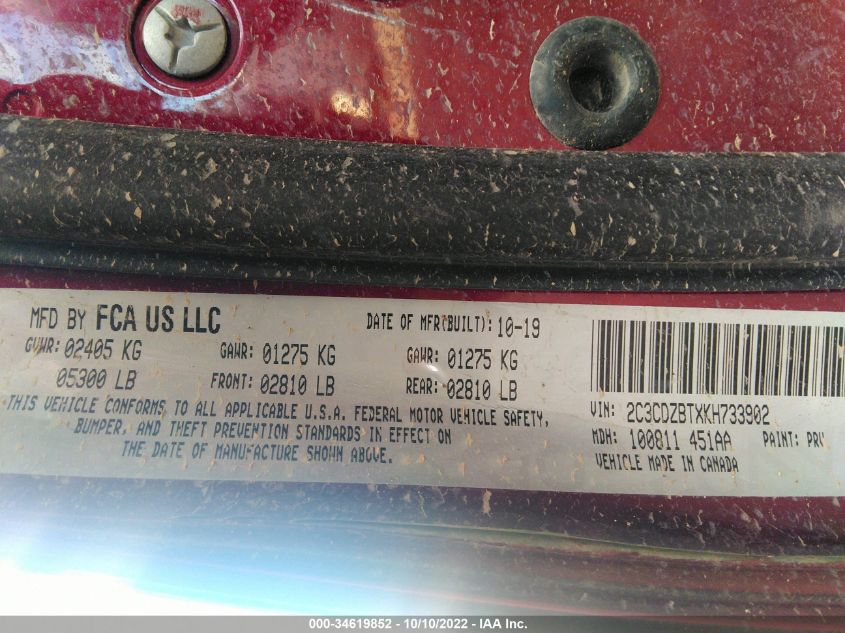 MFD BY FCA US LLC
DATE OF MFR(BUILT): 10-19
GVWR: 02405 KG GAWR: 01275 KG GAWR: 01275 KG
05300 LB FRONT: 02810 LB REAR: 02810 LB
THIS VEHICLE CONFORMS TO ALL APPLICABLE U.S.A. FEDERAL MOTOR VEHICLE SAFETY,
BUMPER, AND THEFT PREVENTION STANDARDS IN EFFECT ON
THE DATE OF MANUFACTURE SHOWN ABOVE.
VIN: 2C3CDZBTXKH733902
MDH: 100811 451AA PAINT: PRV
VEHICLE MADE IN CANADA
000-34619852 - 10/10/2022 - IAA Inc.